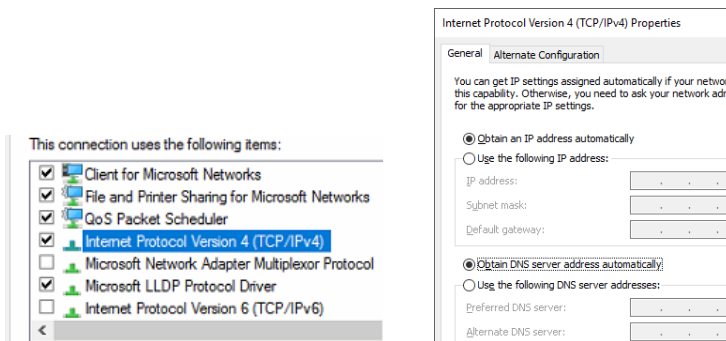 This connection uses the following items:
Client for Microsoft Networks
File and Printer Sharing for Microsoft Networks
QoS Packet Scheduler
Internet Protocol Version 4 (TCP/IPv4)
Microsoft Network Adapter Multiplexor Protocol
Microsoft LLDP Protocol Driver
Internet Protocol Version 6 (TCP/IPv6)
Internet Protocol Version 4 (TCP/IPv4) Properties
General Alternate Configuration
You can get IP settings assigned automatically if your networ
this capability. Otherwise, you need to ask your network adr
for the appropriate IP settings.
Obtain an IP address automatically
Use the following IP address:
IP address:
Subnet mask:
Default gateway:
Obtain DNS server address automatically
Use the following DNS server addresses:
Preferred DNS server:
Alternate DNS server: